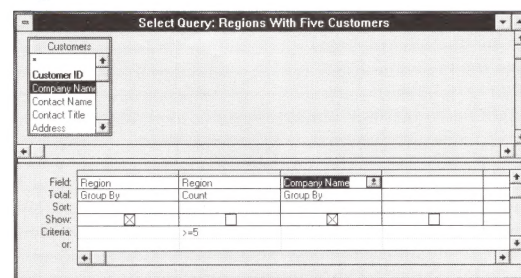 Select Query: Regions With Five Customers
Customers
*
Customer ID
Company Name
Contact Name
Contact Title
Address
Field: Region Region Company Name
Total: Group By Count Group By
Sort:
Show:
Criteria: >=5
or: